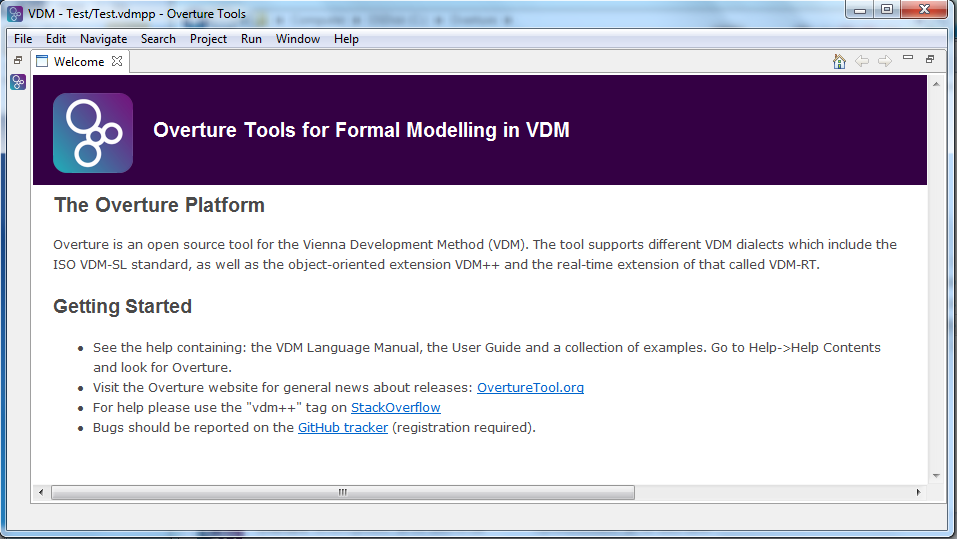 VDM - Test/Test.vdmpp - Overture Tools
File Edit Navigate Search Project Run Window Help
Welcome
Overture Tools for Formal Modelling in VDM
The Overture Platform
Overture is an open source tool for the Vienna Development Method (VDM). The tool supports different VDM dialects which include the
ISO VDM-SL standard, as well as the object-oriented extension VDM++ and the real-time extension of that called VDM-RT.
Getting Started
See the help containing: the VDM Language Manual, the User Guide and a collection of examples. Go to Help->Help Contents
and look for Overture.
Visit the Overture website for general news about releases: OvertureTool.org
For help please use the "vdm++" tag on StackOverflow
Bugs should be reported on the GitHub tracker (registration required).